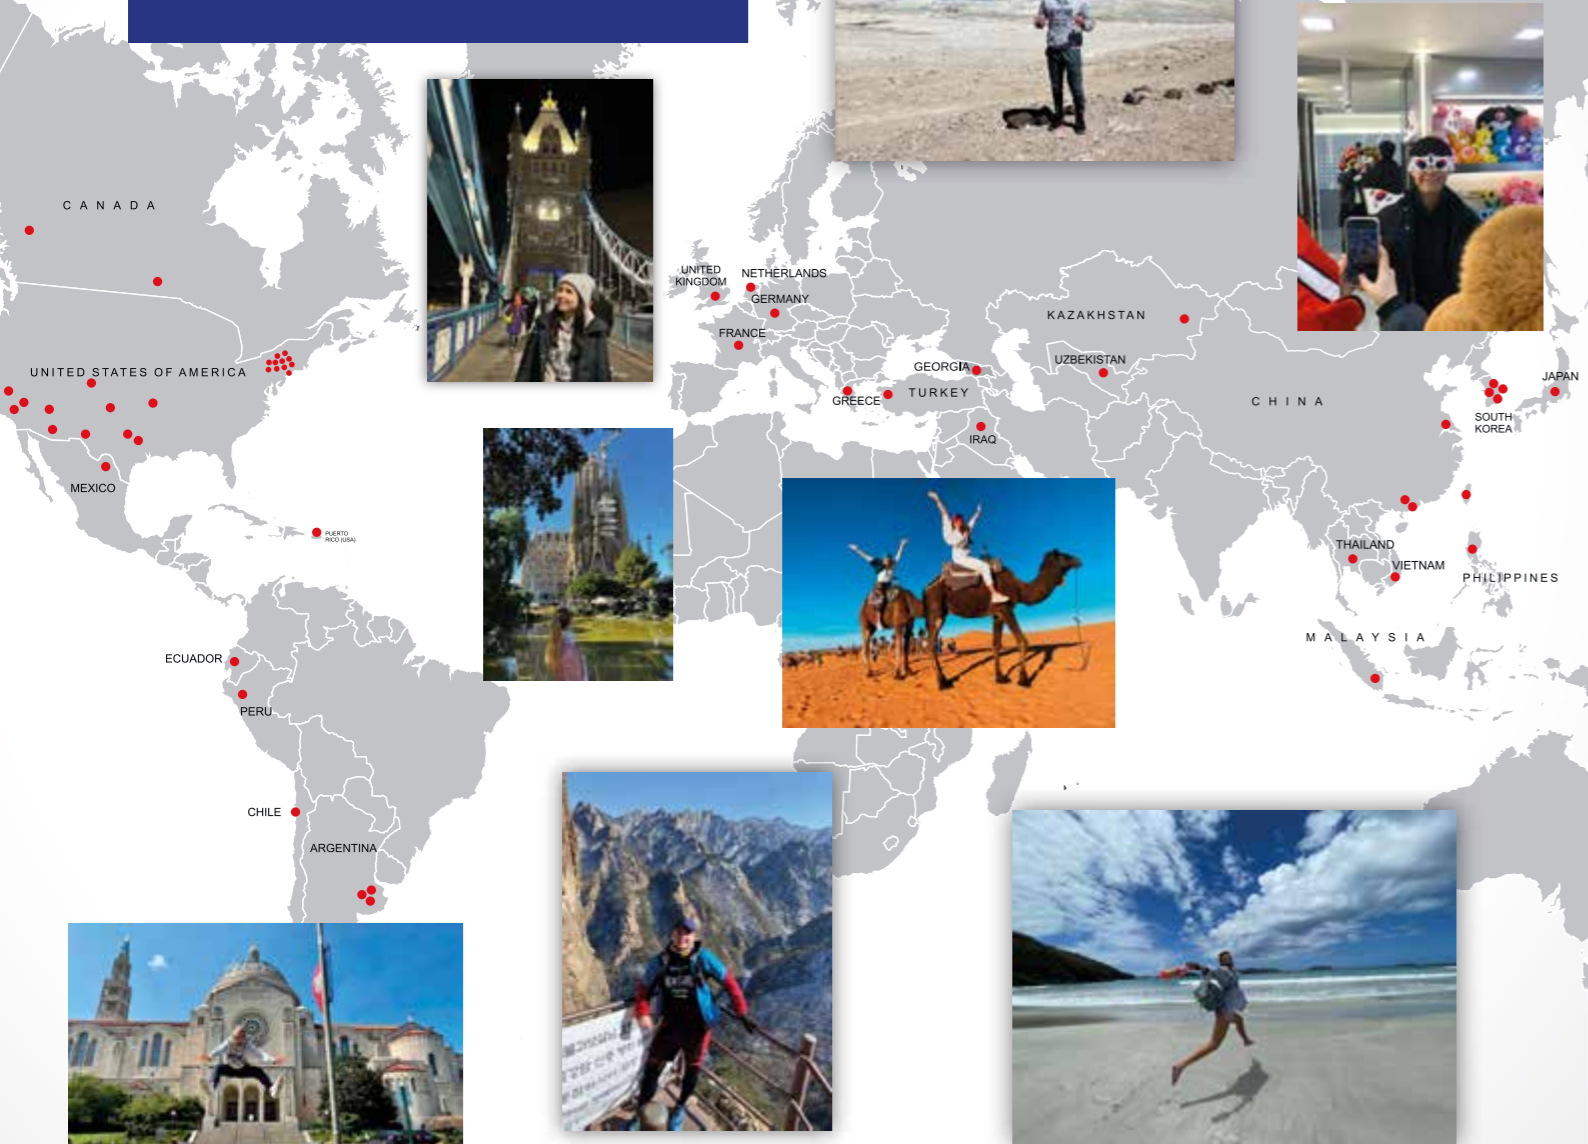 CANADA
UNITED
KINGDOM
NETHERLANDS
GERMANY
FRANCE
KAZAKHSTAN
UZBEKISTAN
GEORGIA
TURKEY
GREECE
IRAQ
CHINA
JAPAN
SOUTH
KOREA
UNITED STATES OF AMERICA
MEXICO
PUERTO
RICO (USA)
THAILAND
VIETNAM
PHILIPPINES
MALAYSIA
ECUADOR
PERU
CHILE
ARGENTINA